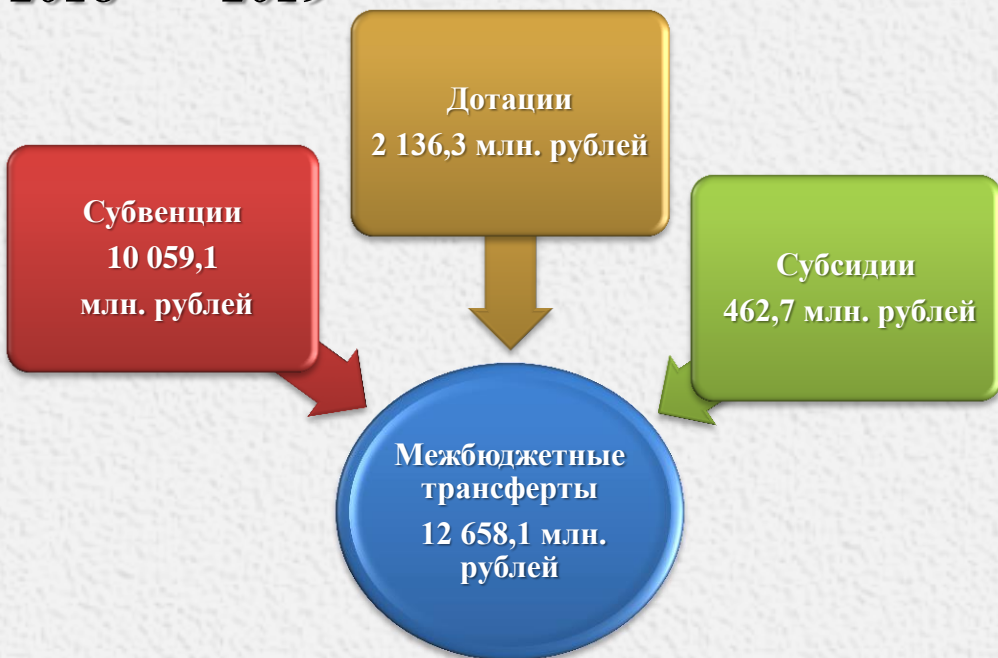 Дотации
2 136,3 млн. рублей
Субвенции
10 059,1
млн. рублей
Субсидии
462,7 млн. рублей
Межбюджетные
трансферты
12 658,1 млн.
рублей